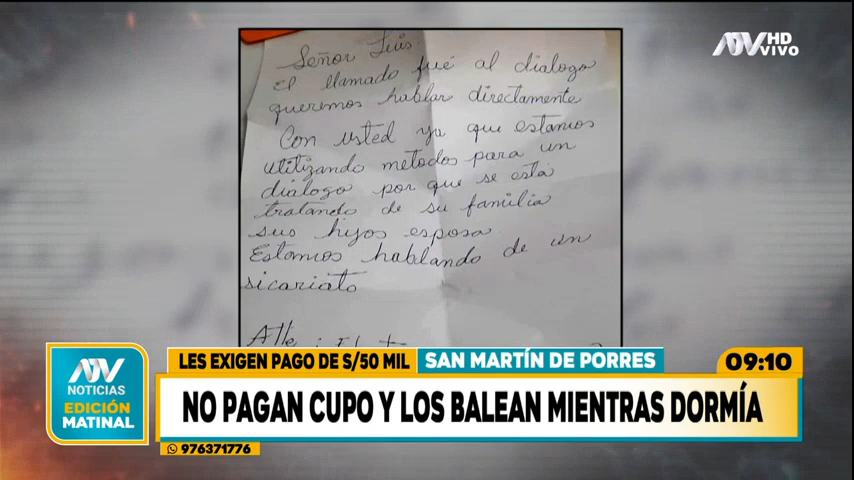 ATV HD
VIVO
Señor Luis
El llamado fué al dialogo
queremos hablar directamente
Con usted ya que estamos
utitizando metodos para un
dialogo por que se está
tratando de su familia
sus hijos esposa
Estamos hablando de un
sicariato
Atte:
LES EXIGEN PAGO DE S/50 MIL
SAN MARTÍN DE PORRES
09:10
ATV
NOTICIAS
EDICIÓN
MATINAL
NO PAGAN CUPO Y LOS BALEAN MIENTRAS DORMÍA
976371776